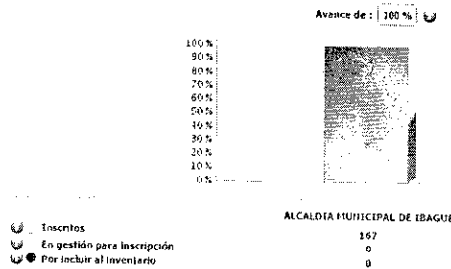 Avance de : 100 %
100 %
90 %
80 %
70 %
60 %
50 %
40 %
30 %
20 %
10 %
0 %
ALCALDIA MUNICIPAL DE IBAGUE
Inscritos 167
En gestión para inscripción 0
Por incluir al inventario 0